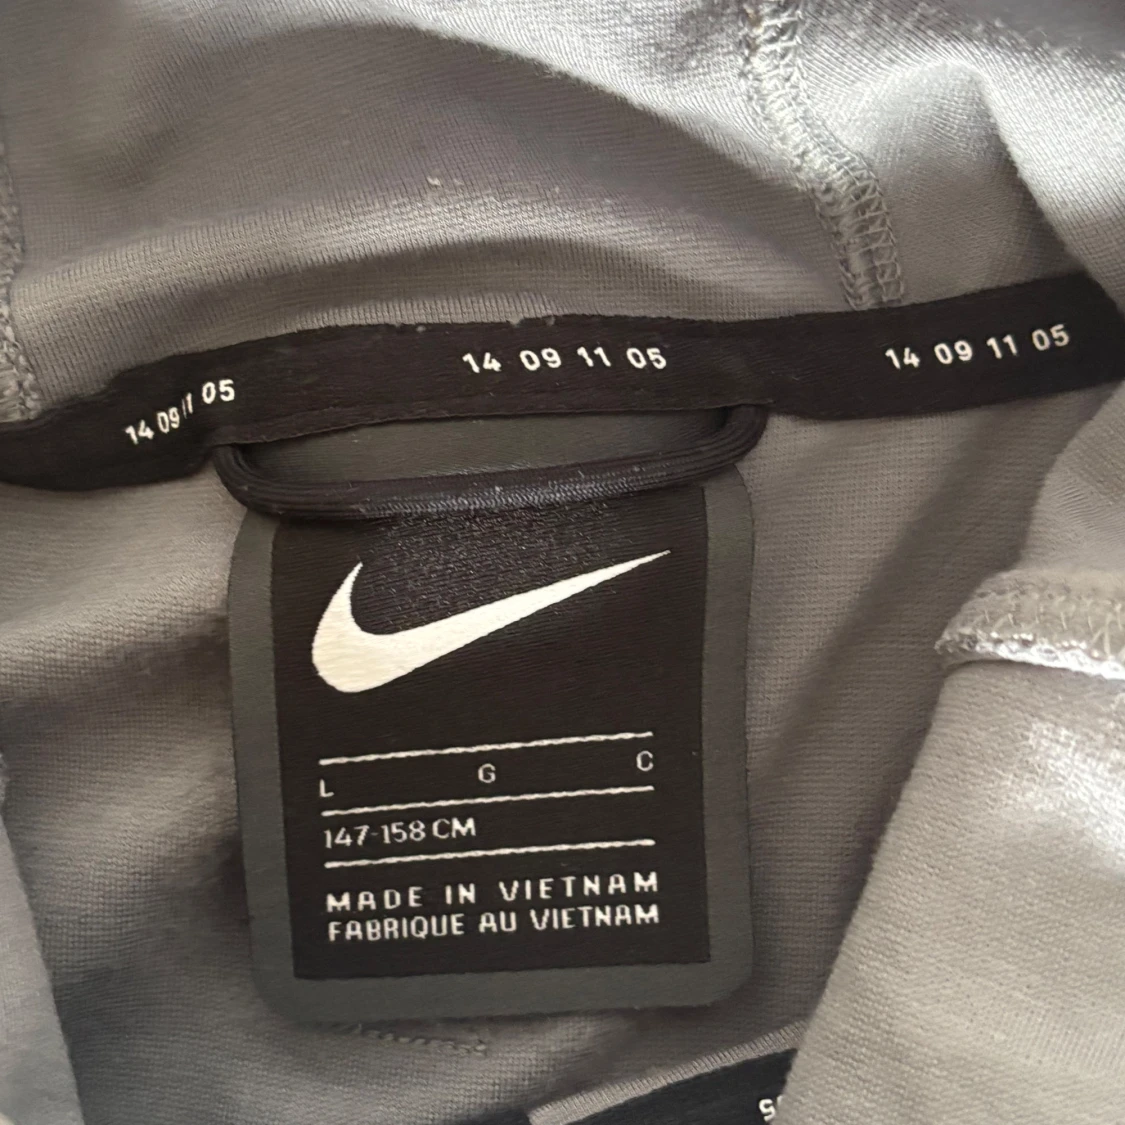 14 09 11 05
14 09 11 05
14 09 11 05
L G C
147-158 CM
MADE IN VIETNAM
FABRIQUE AU VIETNAM